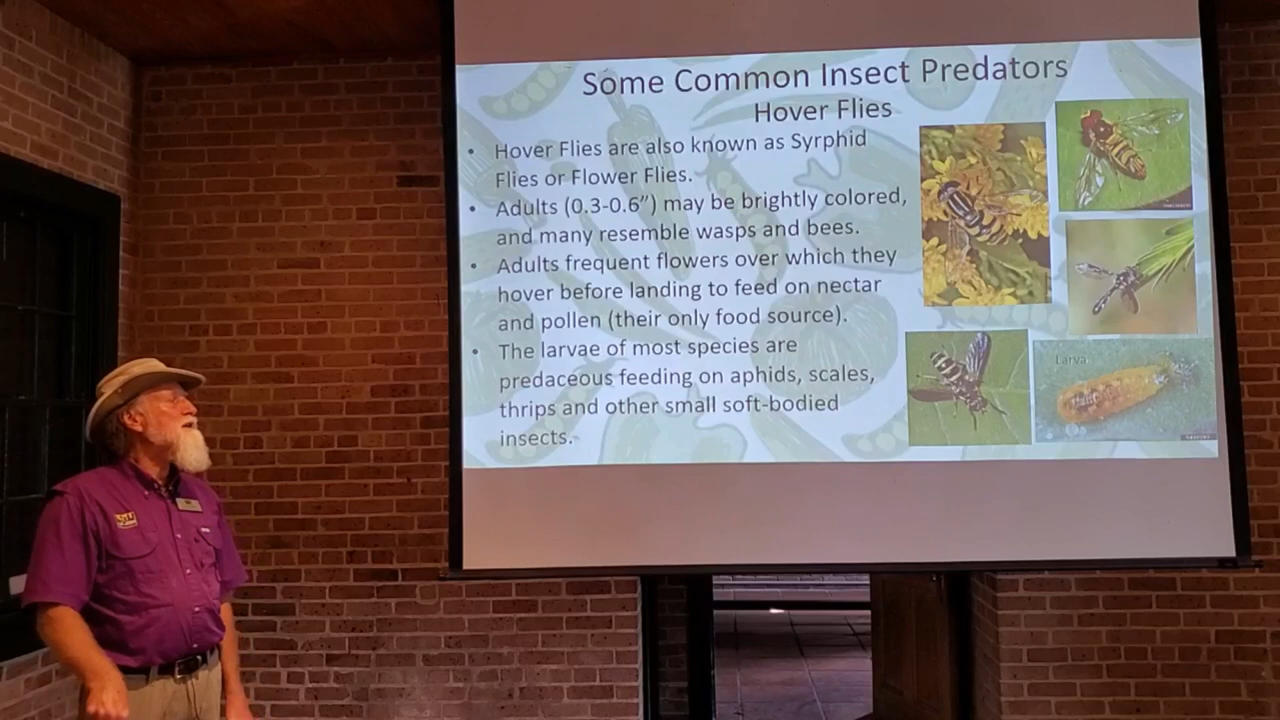 Some Common Insect Predators
Hover Flies
• Hover Flies are also known as Syrphid
Flies or Flower Flies.
• Adults (0.3-0.6”) may be brightly colored,
and many resemble wasps and bees.
• Adults frequent flowers over which they
hover before landing to feed on nectar
and pollen (their only food source).
• The larvae of most species are
predaceous feeding on aphids, scales,
thrips and other small soft-bodied
insects.
Larva
LSU